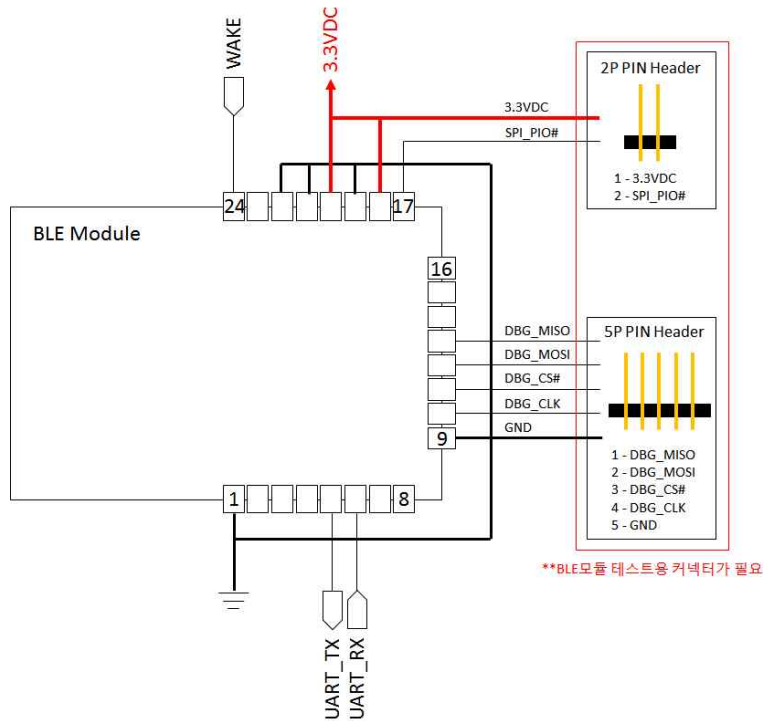 WAKE
3.3VDC
2P PIN Header
3.3VDC
SPI_PIO#
1 - 3.3VDC
2 - SPI_PIO#
24
17
BLE Module
16
DBG_MISO
DBG_MOSI
DBG_CS#
DBG_CLK
GND
9
5P PIN Header
1 - DBG_MISO
2 - DBG_MOSI
3 - DBG_CS#
4 - DBG_CLK
5 - GND
1
8
**BLE모듈 테스트용 커넥터가 필요
UART_TX
UART_RX